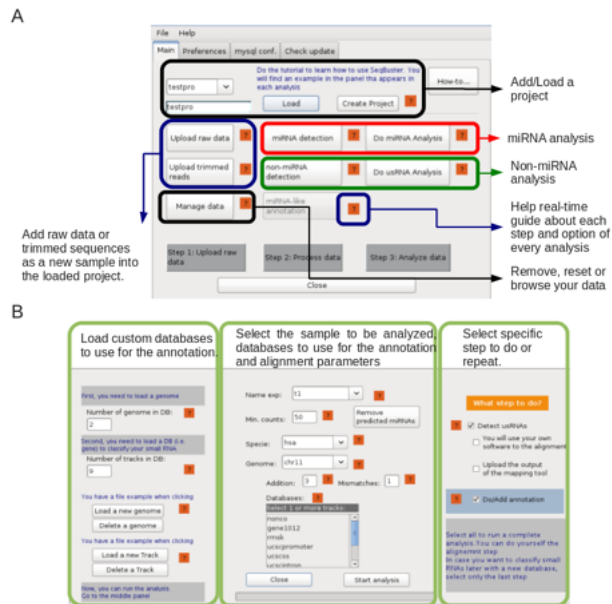 A
File Help
Main Preferences mysql conf. Check update
Do the tutorial to learn how to use SeqBuster. You
will find an example in the panel tha appears in
each analysis
How-to...
testpro
testpro
Load
Create Project
?
Add/Load a
project
Upload raw data
?
miRNA detection
?
Do miRNA Analysis
?
miRNA analysis
Upload trimmed
reads
?
non-miRNA
detection
?
Do usRNA Analysis
?
Non-miRNA
analysis
Manage data
?
miRNA-like
annotation
?
Help real-time
guide about each
step and option of
every analysis
Add raw data or
trimmed sequences
as a new sample into
the loaded project.
Step 1: Upload raw
data
Step 2: Process data
Step 3: Analyze data
Close
Remove, reset or
browse your data
B
Load custom databases
to use for the annotation.
First, you need to load a genome
Number of genome in DB:
2
?
Second, you need to load a DB (i.e.
gene) to classify your small
RNA
Number of tracks in DB:
9
?
You have a file example when clicking
Load a new genome
?
Delete a genome
You have a file example when clicking
Load a new Track
?
Delete a Track
Now, you can run the analysis.
Go to the middle panel
Select the sample to be analyzed,
databases to use for the annotation
and alignment parameters
Name exp: t1 ?
Min. counts: 50 ?
Remove
predicted miRNAs
Specie: hsa ?
Genome: chr11 ?
Addition: 3 ? Mismatches: 1 ?
Databases: ?
Select 1 or more tracks:
nonco
gene1012
rmsk
ucscpromoter
ucscos
ucscintron
Close
Start analysis
Select specific
step to do or
repeat.
What step to do?
? Detect usRNAs
You will use your own
software to the alignment
Upload the output
of the mapping tool
? Do/Add annotation
Select all to run a complete
analysis. You can do yourself the
alignemnt step
In case you want to classify small
RNAs later with a new database,
select only the last step